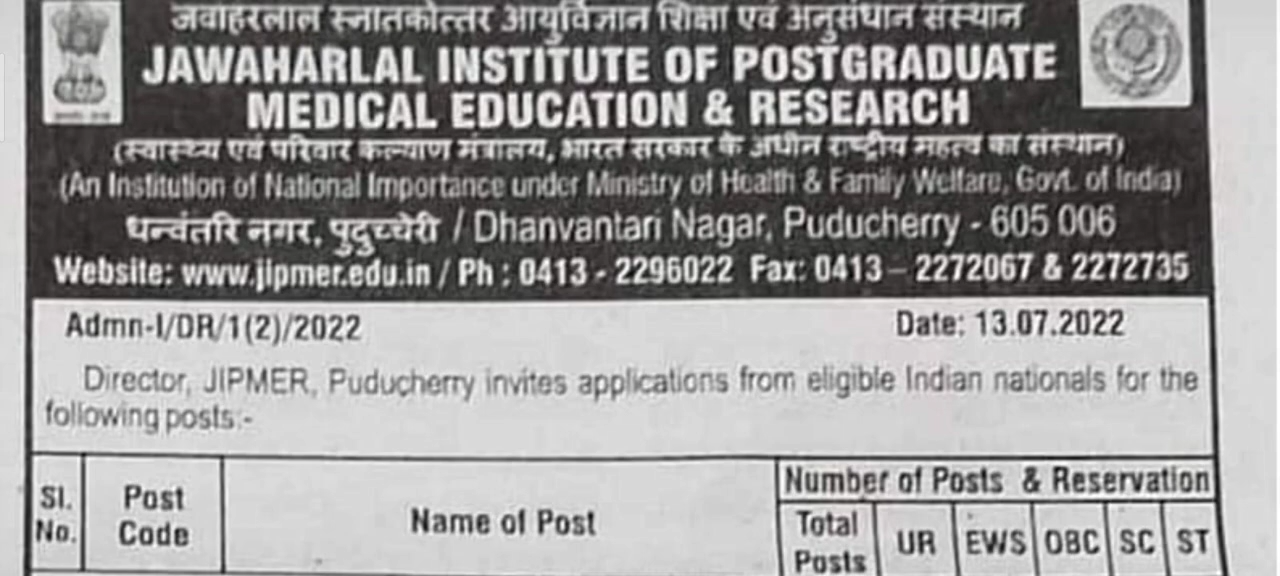 जवाहरलाल स्नातकोत्तर आयुर्विज्ञान शिक्षा एवं अनुसंधान संस्थान
JAWAHARLAL INSTITUTE OF POSTGRADUATE
MEDICAL EDUCATION & RESEARCH
(स्वास्थ्य एवं परिवार कल्याण मंत्रालय, भारत सरकार के अधीन राष्ट्रीय महत्व का संस्थान)
(An Institution of National Importance under Ministry of Health & Family Welfare, Govt. of India)
धन्वंतरि नगर, पुदुच्चेरी / Dhanvantari Nagar, Puducherry - 605 006
Website: www.jipmer.edu.in / Ph : 0413 - 2296022 Fax: 0413 – 2272067 & 2272735
Admn-I/DR/1(2)/2022 Date: 13.07.2022
Director, JIPMER, Puducherry invites applications from eligible Indian nationals for the
following posts:-
Sl. No. Post Code Name of Post Number of Posts & Reservation
Total Posts UR EWS OBC SC ST